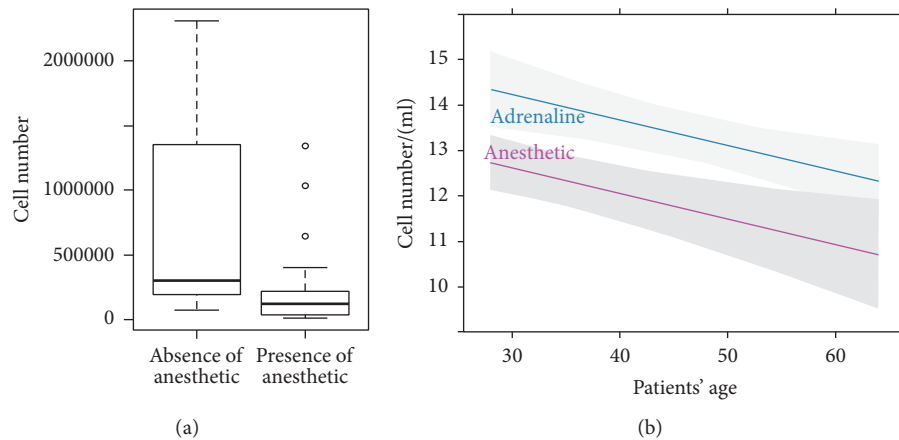 2000000
1000000
500000
0
Cell number
Absence of
anesthetic
Presence of
anesthetic
(a)
15
14
13
12
11
10
Cell number/(ml)
Adrenaline
Anesthetic
30
40
50
60
Patients’ age
(b)